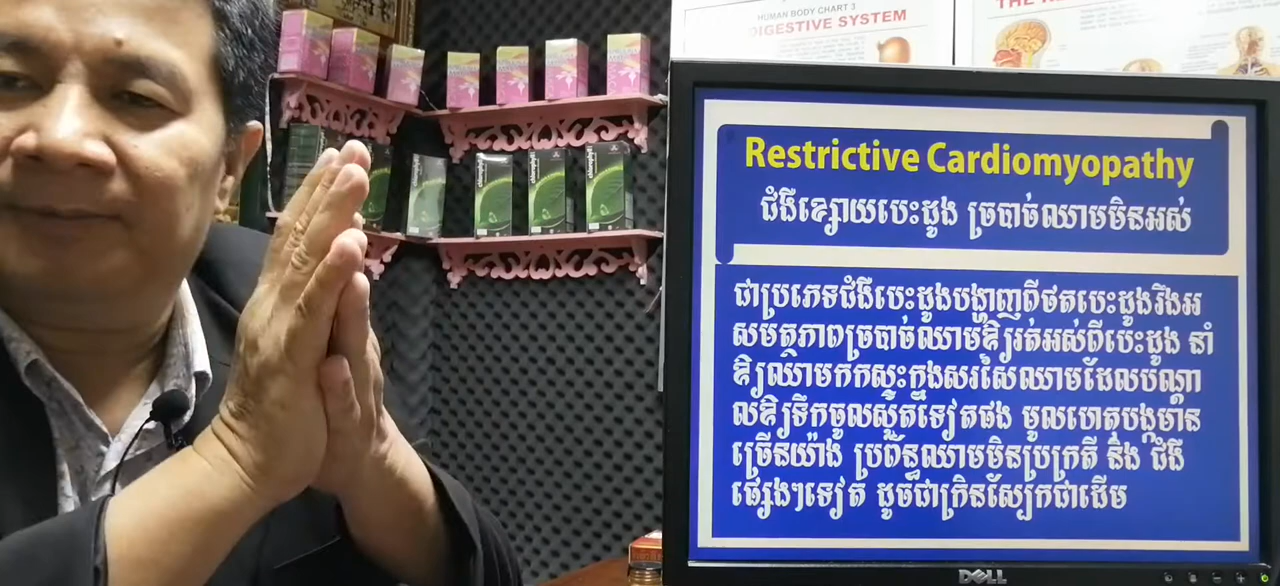 HUMAN BODY CHART 3
DIGESTIVE SYSTEM
Restrictive Cardiomyopathy
ជំងឺខ្សោយបេះដូង ច្របាច់ឈាមមិនអស់
ជាប្រភេទជំងឺបេះដូងបង្ហាញពីថតបេះដូងរឹងអ
សមត្ថភាពច្របាច់ឈាមឱ្យរត់អស់ពីបេះដូង នាំ
ឱ្យឈាមកកស្ទះក្នុងសរសៃឈាមដែលបណ្តា
លឱ្យទឹកចូលសួតទៀតផង មូលហេតុបង្កមាន
ច្រើនយ៉ាង ប្រព័ន្ធឈាមមិនប្រក្រតី និង ជំងឺ
ផ្សេងៗទៀត ដូចជាក្រិនស្បែកជាដើម
chlorophyll
chlorophyll
chlorophyll
DELL